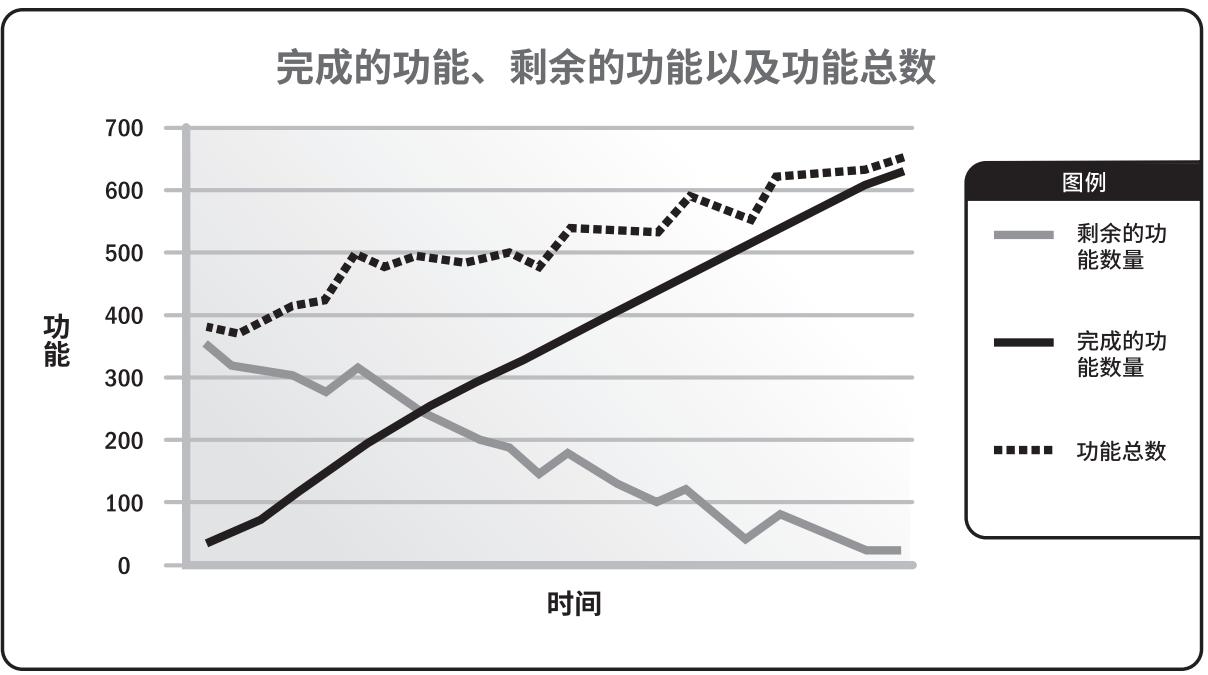 完成的功能、剩余的功能以及功能总数
700
600
500
400
300
200
100
0
功
能
时间
图例
剩余的功
能数量
完成的功
能数量
功能总数